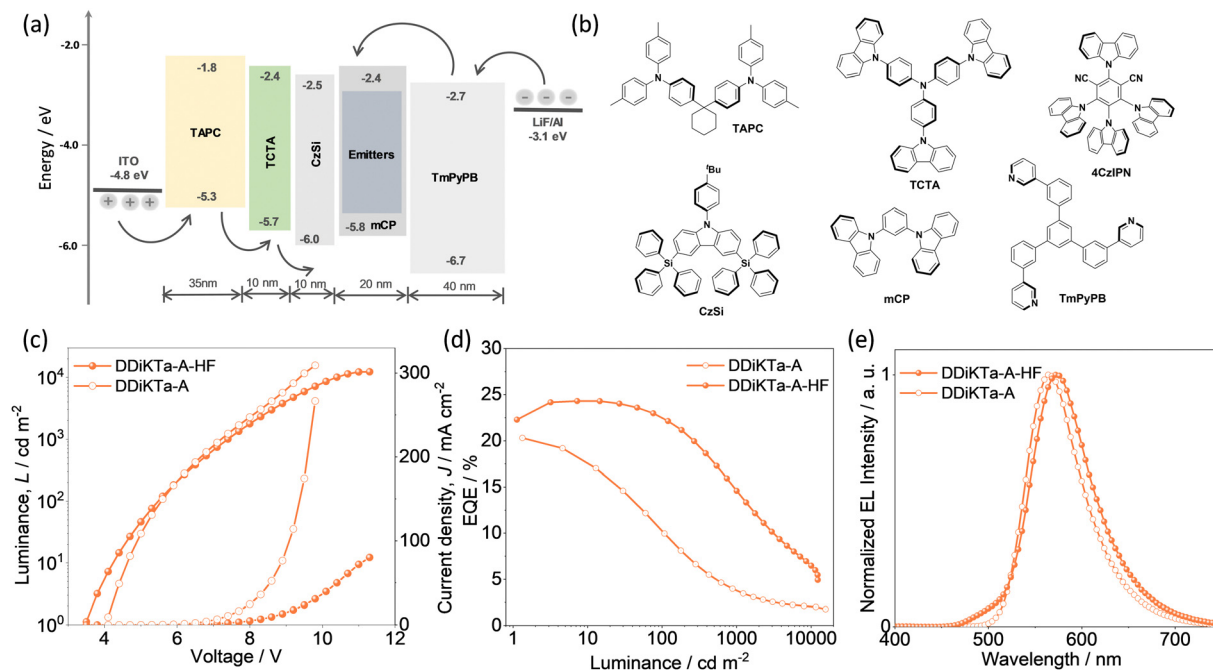 (a)
Energy / eV
-2.0
-4.0
-6.0
ITO
-4.8 eV
-1.8
TAPC
-5.3
-2.4
TCTA
-5.7
-2.5
CzSi
-6.0
-2.4
Emitters
-5.8 mCP
-2.7
TmPyPB
-6.7
LiF/Al
-3.1 eV
35nm
10 nm
10 nm
20 nm
40 nm
(b)
TAPC
TCTA
NC
CN
4CzIPN
tBu
CzSi
mCP
TmPyPB
N
N
N
N
N
N
N
N
N
N
N
Si
Si
N
N
N
N
N
(c)
DDiKTa-A-HF
DDiKTa-A
Luminance, L / cd m-2
10^4
10^3
10^2
10^1
10^0
4
6
8
10
12
Voltage / V
300
200
100
0
Current density, J / mA cm-2
(d)
DDiKTa-A
DDiKTa-A-HF
EQE / %
30
25
20
15
10
5
0
1
10
100
1000
10000
Luminance / cd m-2
(e)
DDiKTa-A-HF
DDiKTa-A
Normalized EL Intensity / a. u.
1
0
400
500
600
700
Wavelength / nm